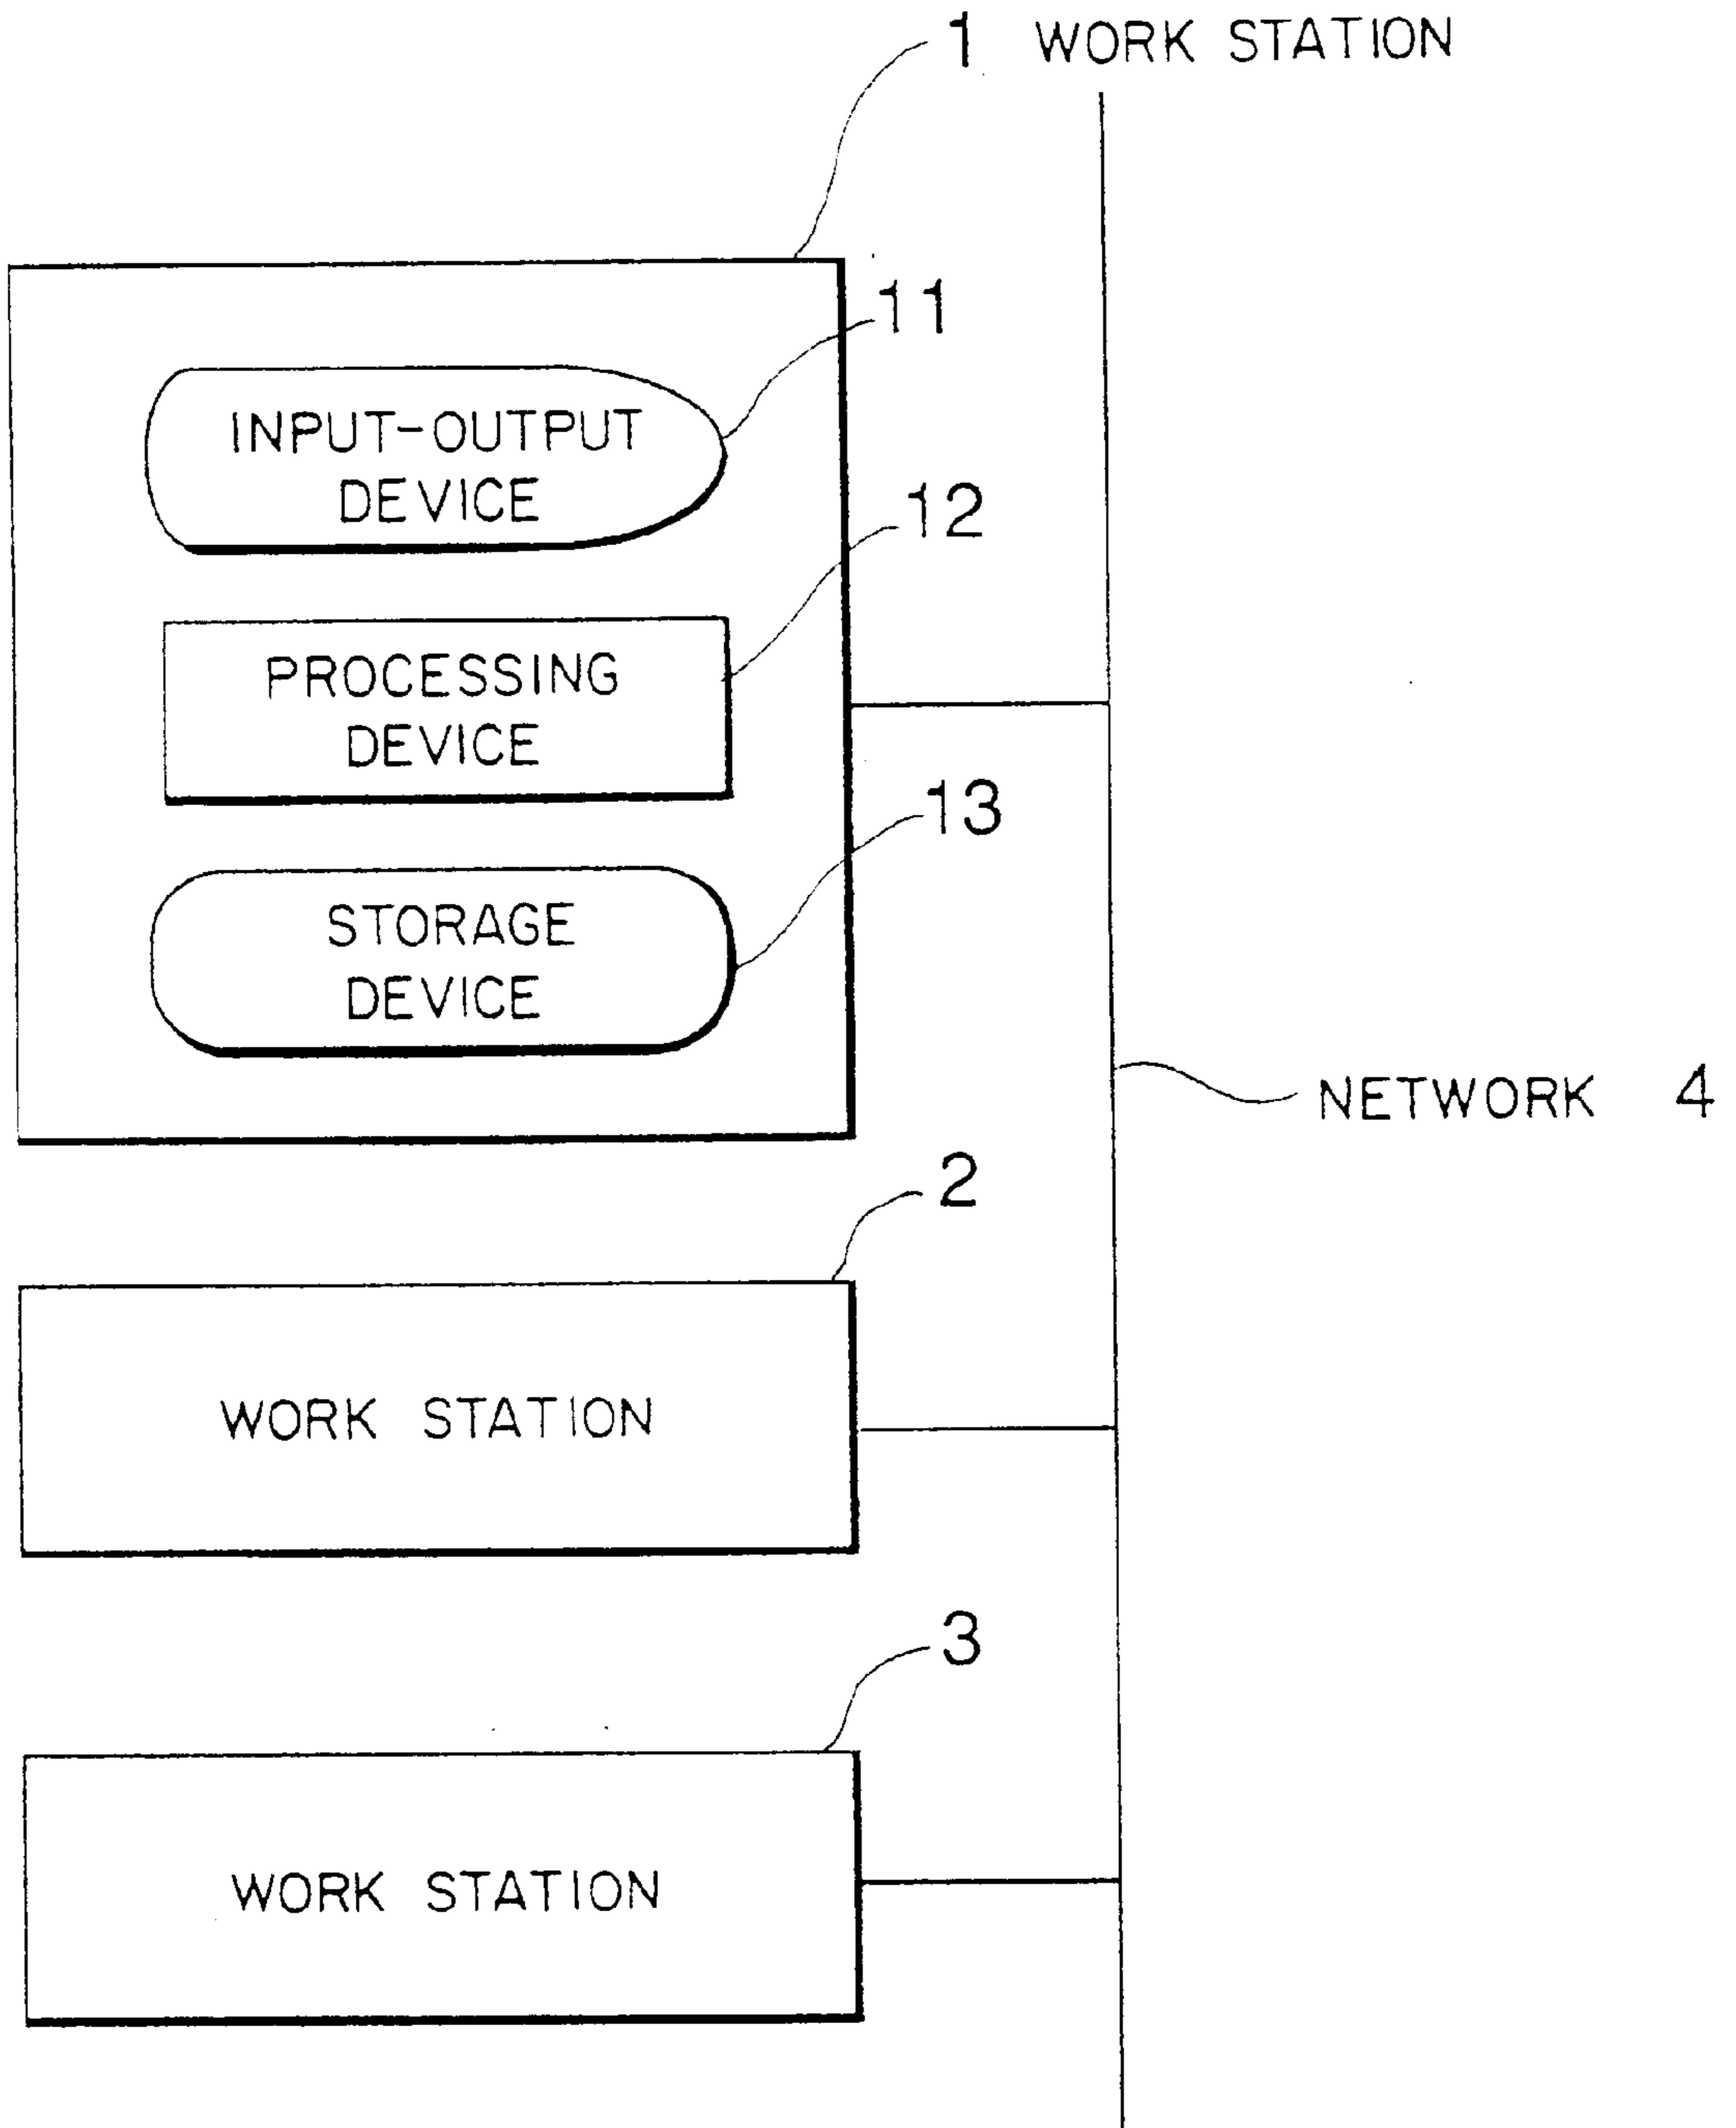 1 WORK STATION
11
INPUT-OUTPUT
DEVICE
12
PROCESSING
DEVICE
13
STORAGE
DEVICE
NETWORK 4
2
WORK STATION
3
WORK STATION